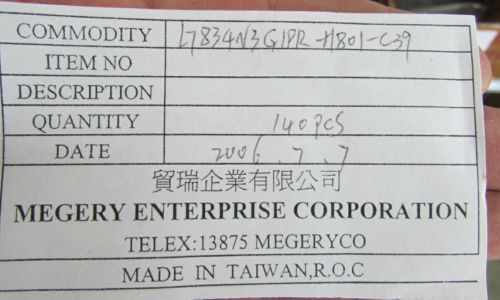 COMMODITY L7834N3G1PR-H801-C39
ITEM NO
DESCRIPTION
QUANTITY 140pcs
DATE 2006.7.7
貿瑞企業有限公司
MEGERY ENTERPRISE CORPORATION
TELEX:13875 MEGERYCO
MADE IN TAIWAN,R.O.C